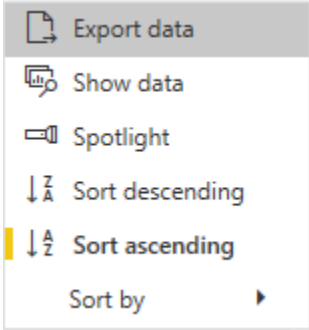 Export data
Show data
Spotlight
Sort descending
Sort ascending
Sort by